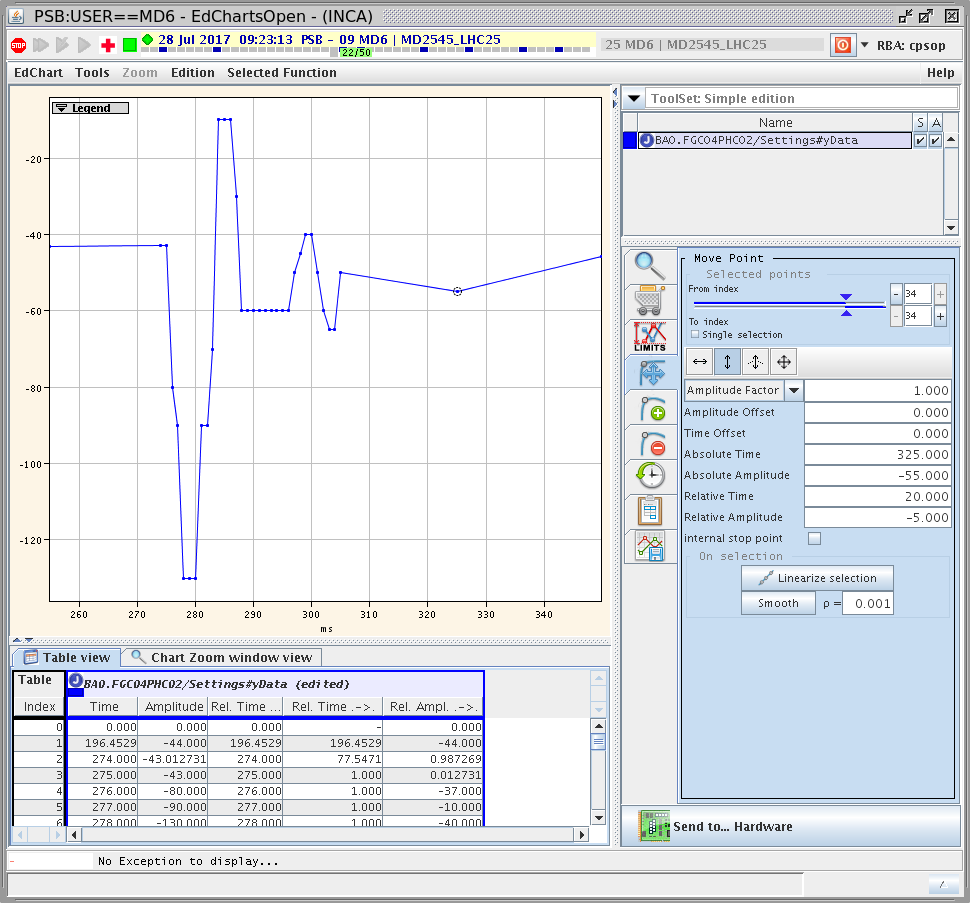 PSB:USER==MD6 - EdChartsOpen - (INCA)
STOP
28 Jul 2017 09:23:13 PSB - 09 MD6 | MD2545_LHC25
22/50
25 MD6 | MD2545_LHC25
RBA: cpsop
EdChart Tools Zoom Edition Selected Function Help
Legend
-20
-40
-60
-80
-100
-120
260 270 280 290 300 310 320 330 340
ms
ToolSet: Simple edition
Name S A
BA0.FGC04PHC02/Settings#yData
LIMITS
Move Point
Selected points
From index
- 34 +
- 34 +
To index
Single selection
Amplitude Factor 1.000
Amplitude Offset 0.000
Time Offset 0.000
Absolute Time 325.000
Absolute Amplitude -55.000
Relative Time 20.000
Relative Amplitude -5.000
internal stop point
On selection
Linearize selection
Smooth ρ = 0.001
Table view Chart Zoom window view
Table BA0.FGC04PHC02/Settings#yData (edited)
Index Time Amplitude Rel. Time ... Rel. Time .->. Rel. Ampl. .->.
0 0.000 0.000 0.000 - 0.000
1 196.4529 -44.000 196.4529 196.4529 -44.000
2 274.000 -43.012731 274.000 77.5471 0.987269
3 275.000 -43.000 275.000 1.000 0.012731
4 276.000 -80.000 276.000 1.000 -37.000
5 277.000 -90.000 277.000 1.000 -10.000
6 278.000 -130.000 278.000 1.000 -40.000
Send to... Hardware
- No Exception to display...